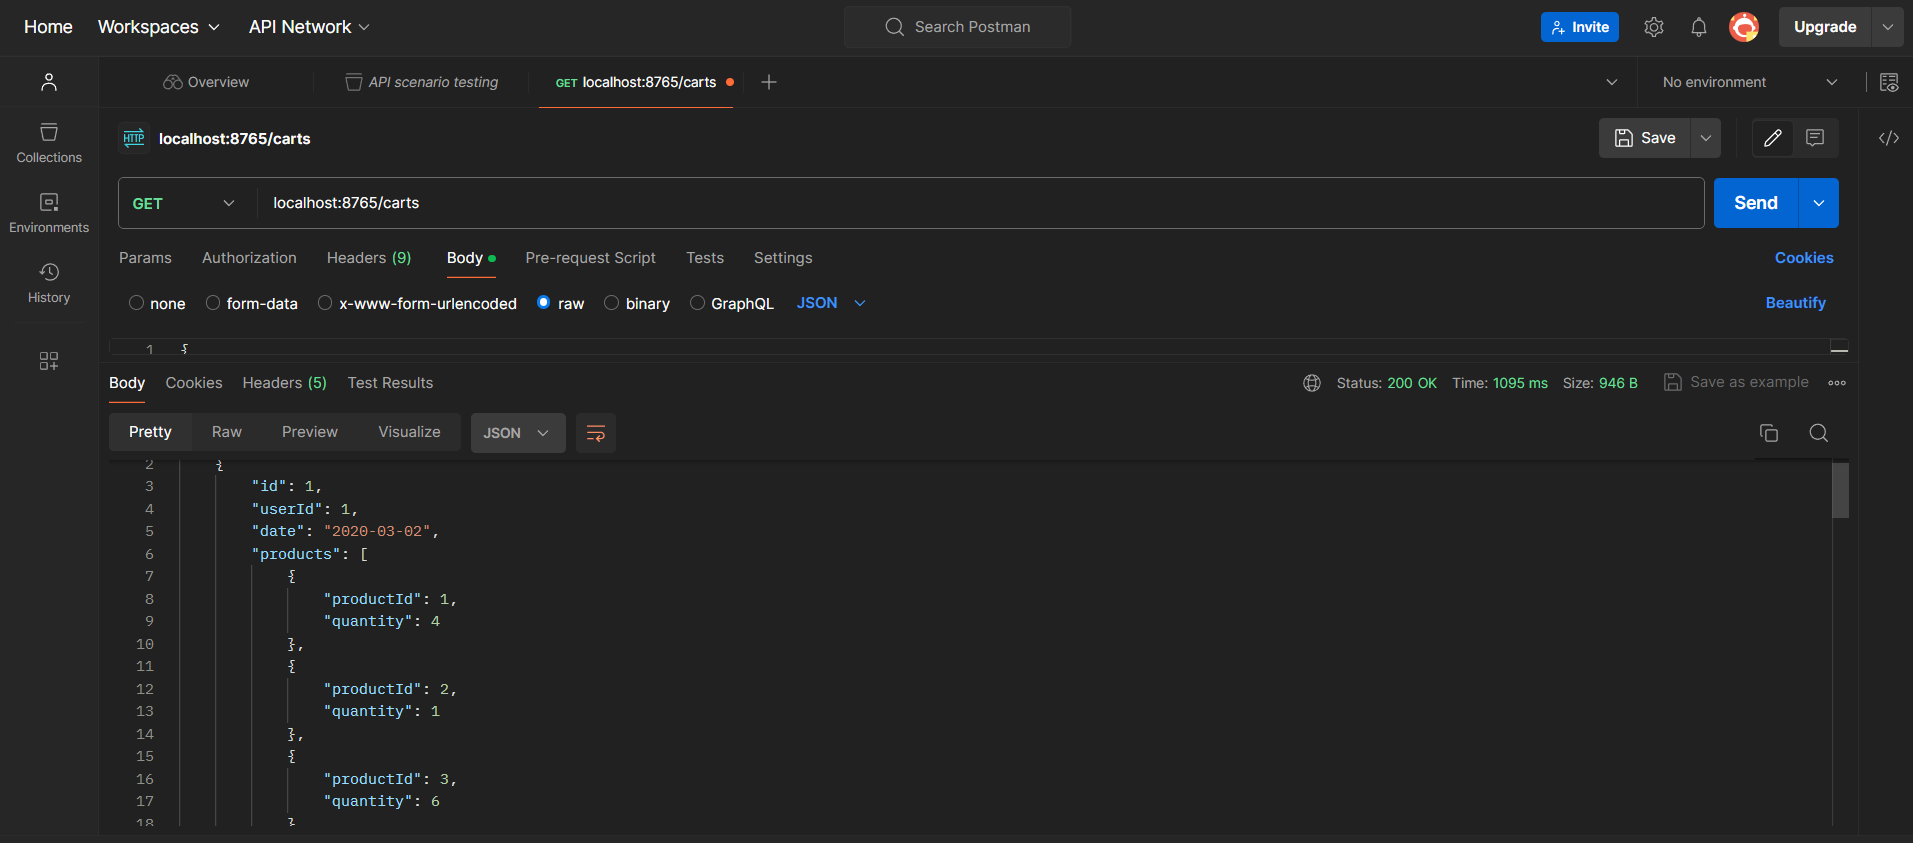 Home Workspaces API Network Search Postman Invite Upgrade
Overview API scenario testing GET localhost:8765/carts No environment
HTTP localhost:8765/carts Save
Collections
GET localhost:8765/carts Send
Environments
Params Authorization Headers (9) Body Pre-request Script Tests Settings Cookies
History
none form-data x-www-form-urlencoded raw binary GraphQL JSON Beautify
1 {
Body Cookies Headers (5) Test Results Status: 200 OK Time: 1095 ms Size: 946 B Save as example
Pretty Raw Preview Visualize JSON
2 {
3 "id": 1,
4 "userId": 1,
5 "date": "2020-03-02",
6 "products": [
7 {
8 "productId": 1,
9 "quantity": 4
10 },
11 {
12 "productId": 2,
13 "quantity": 1
14 },
15 {
16 "productId": 3,
17 "quantity": 6
18 }